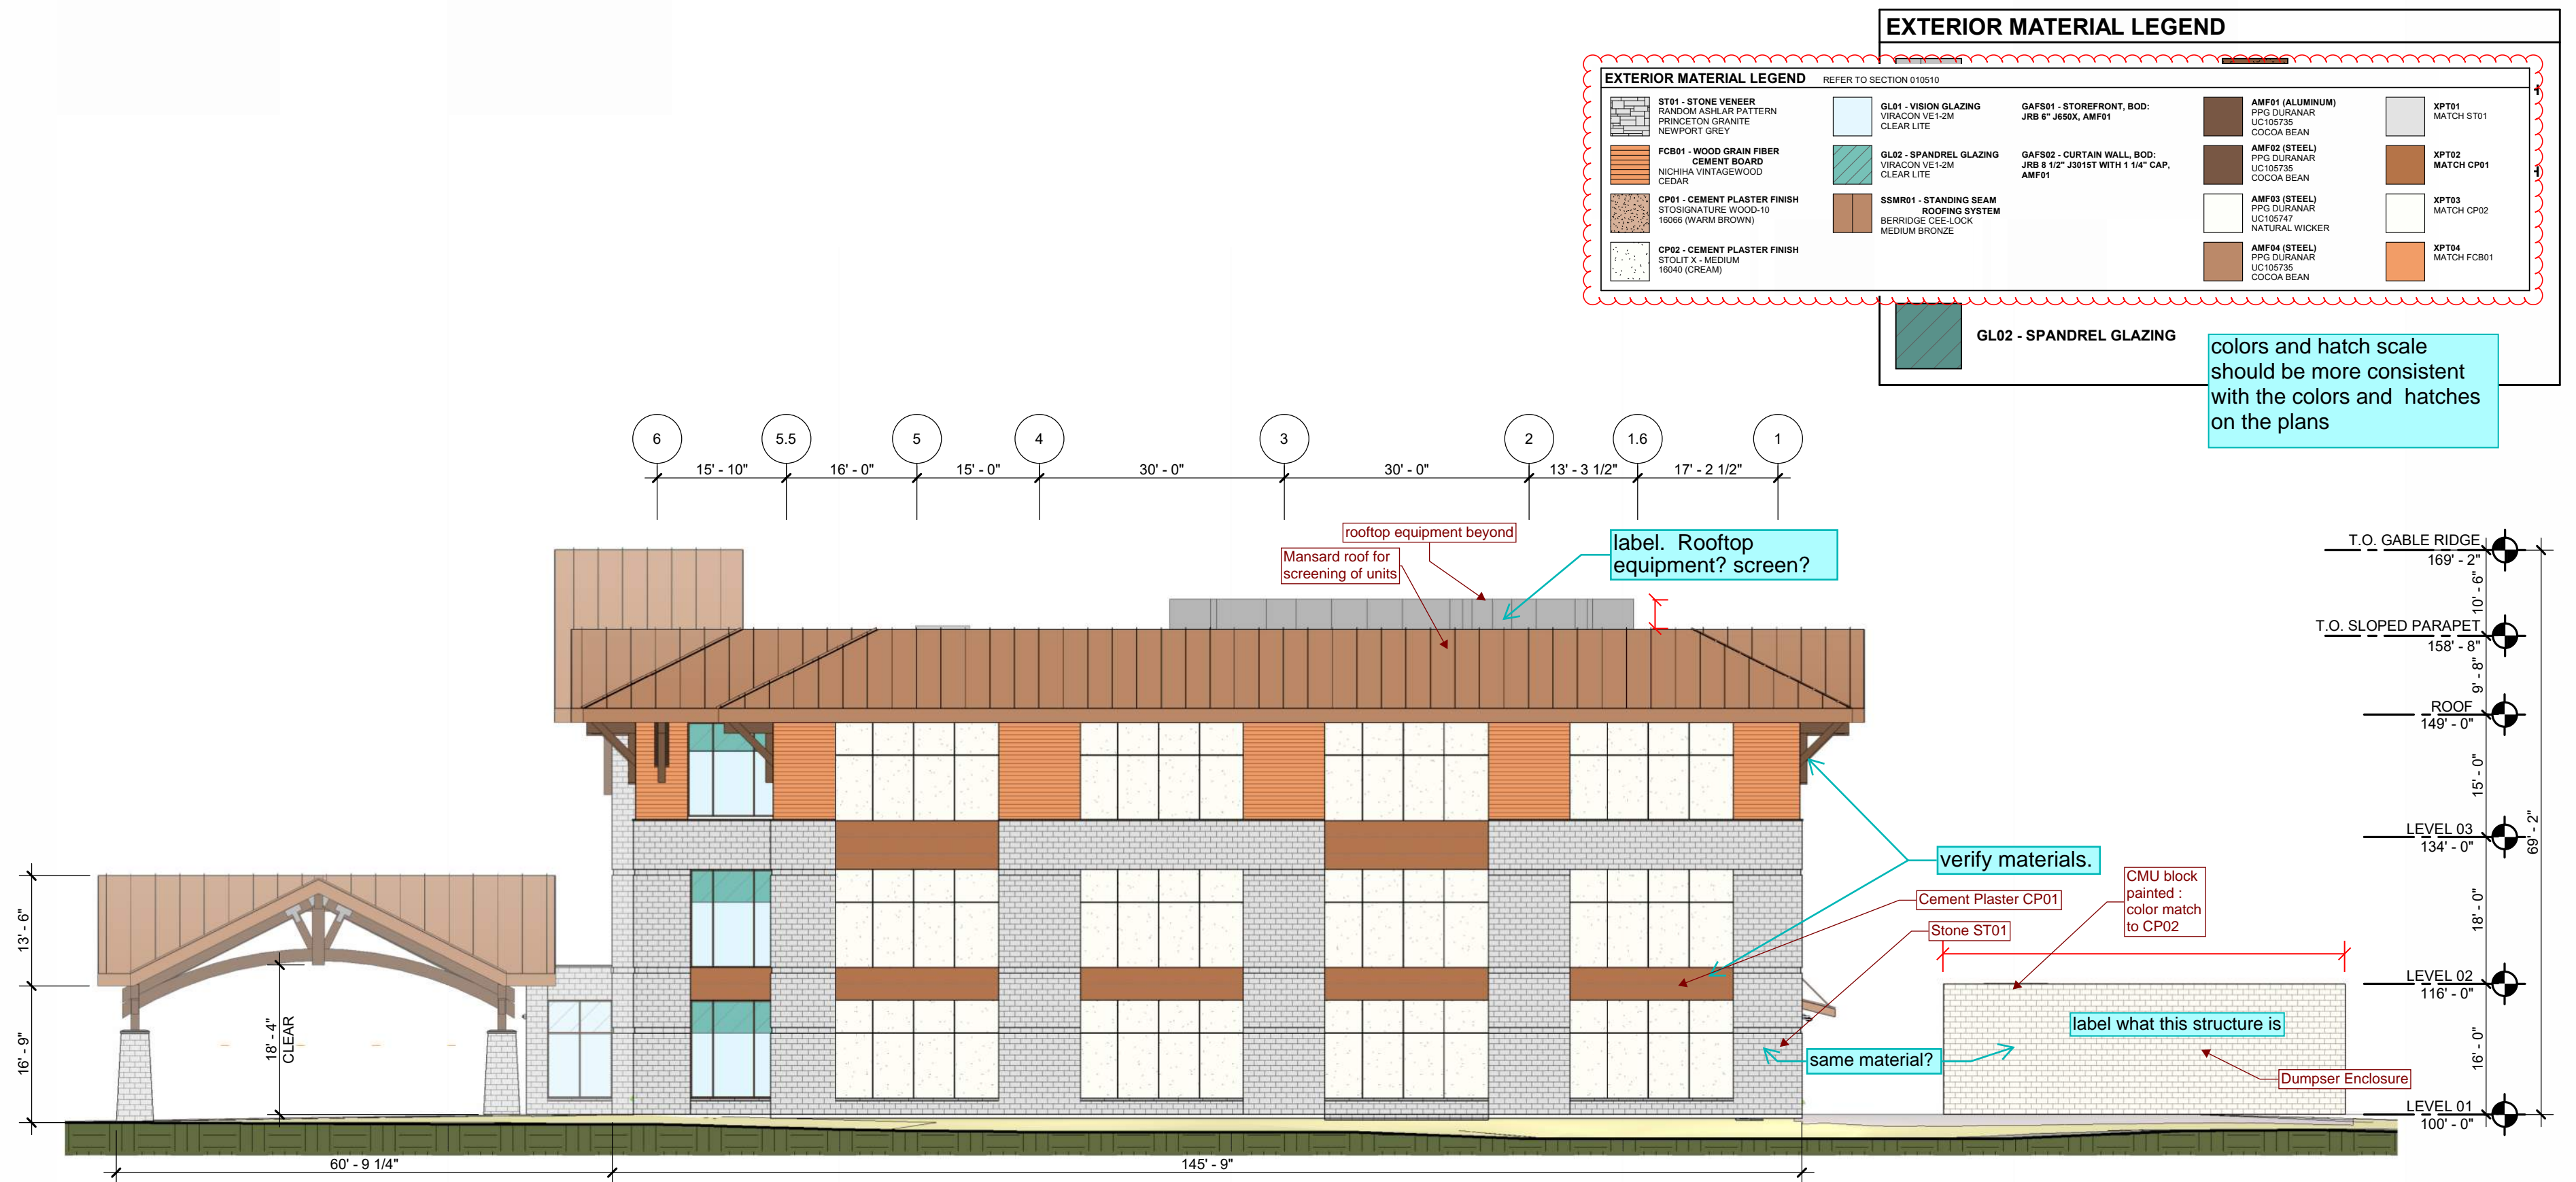 EXTERIOR MATERIAL LEGEND
EXTERIOR MATERIAL LEGEND REFER TO SECTION 010510
ST01 - STONE VENEER
RANDOM ASHLAR PATTERN
PRINCETON GRANITE
NEWPORT GREY
FCB01 - WOOD GRAIN FIBER
CEMENT BOARD
NICHIHA VINTAGEWOOD
CEDAR
CP01 - CEMENT PLASTER FINISH
STOSIGNATURE WOOD-10
16066 (WARM BROWN)
CP02 - CEMENT PLASTER FINISH
STOLIT X - MEDIUM
16040 (CREAM)
GL01 - VISION GLAZING
VIRACON VE1-2M
CLEAR LITE
GL02 - SPANDREL GLAZING
VIRACON VE1-2M
CLEAR LITE
SSMR01 - STANDING SEAM
ROOFING SYSTEM
BERRIDGE CEE-LOCK
MEDIUM BRONZE
GAFS01 - STOREFRONT, BOD:
JRB 6" J650X, AMF01
GAFS02 - CURTAIN WALL, BOD:
JRB 8 1/2" J3015T WITH 1 1/4" CAP,
AMF01
AMF01 (ALUMINUM)
PPG DURANAR
UC105735
COCOA BEAN
AMF02 (STEEL)
PPG DURANAR
UC105735
COCOA BEAN
AMF03 (STEEL)
PPG DURANAR
UC105747
NATURAL WICKER
AMF04 (STEEL)
PPG DURANAR
UC105735
COCOA BEAN
XPT01
MATCH ST01
XPT02
MATCH CP01
XPT03
MATCH CP02
XPT04
MATCH FCB01
GL02 - SPANDREL GLAZING
colors and hatch scale
should be more consistent
with the colors and hatches
on the plans
6
5.5
5
4
3
2
1.6
1
15' - 10"
16' - 0"
15' - 0"
30' - 0"
30' - 0"
13' - 3 1/2"
17' - 2 1/2"
rooftop equipment beyond
Mansard roof for
screening of units
label. Rooftop
equipment? screen?
T.O. GABLE RIDGE
169' - 2"
10' - 6"
T.O. SLOPED PARAPET
158' - 8"
9' - 8"
ROOF
149' - 0"
15' - 0"
LEVEL 03
134' - 0"
69' - 2"
18' - 0"
LEVEL 02
116' - 0"
16' - 0"
LEVEL 01
100' - 0"
verify materials.
Cement Plaster CP01
Stone ST01
CMU block
painted :
color match
to CP02
label what this structure is
same material?
Dumpser Enclosure
13' - 6"
16' - 9"
18' - 4"
CLEAR
60' - 9 1/4"
145' - 9"